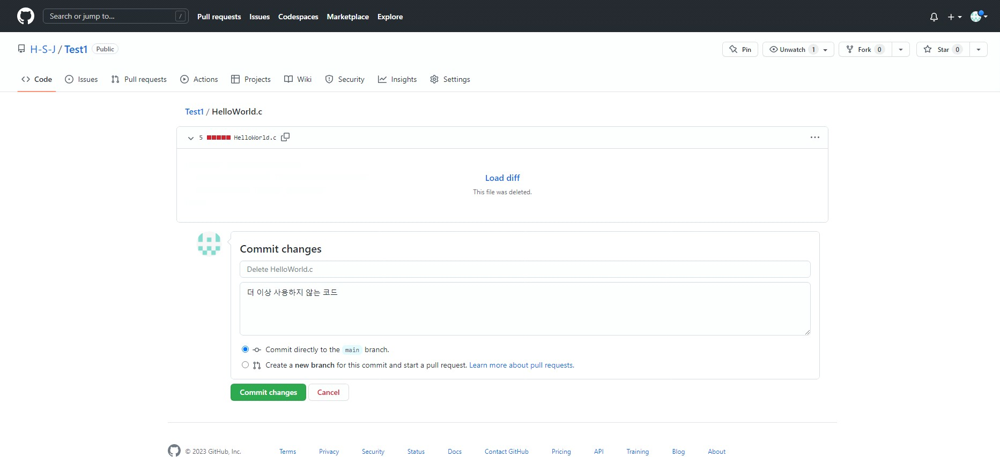 Search or jump to... /
Pull requests Issues Codespaces Marketplace Explore
H-S-J / Test1 Public
Pin Unwatch 1 Fork 0 Star 0
Code Issues Pull requests Actions Projects Wiki Security Insights Settings
Test1 / HelloWorld.c
5 HelloWorld.c
Load diff
This file was deleted.
Commit changes
Delete HelloWorld.c
더 이상 사용하지 않는 코드
Commit directly to the main branch.
Create a new branch for this commit and start a pull request. Learn more about pull requests.
Commit changes Cancel
© 2023 GitHub, Inc. Terms Privacy Security Status Docs Contact GitHub Pricing API Training Blog About